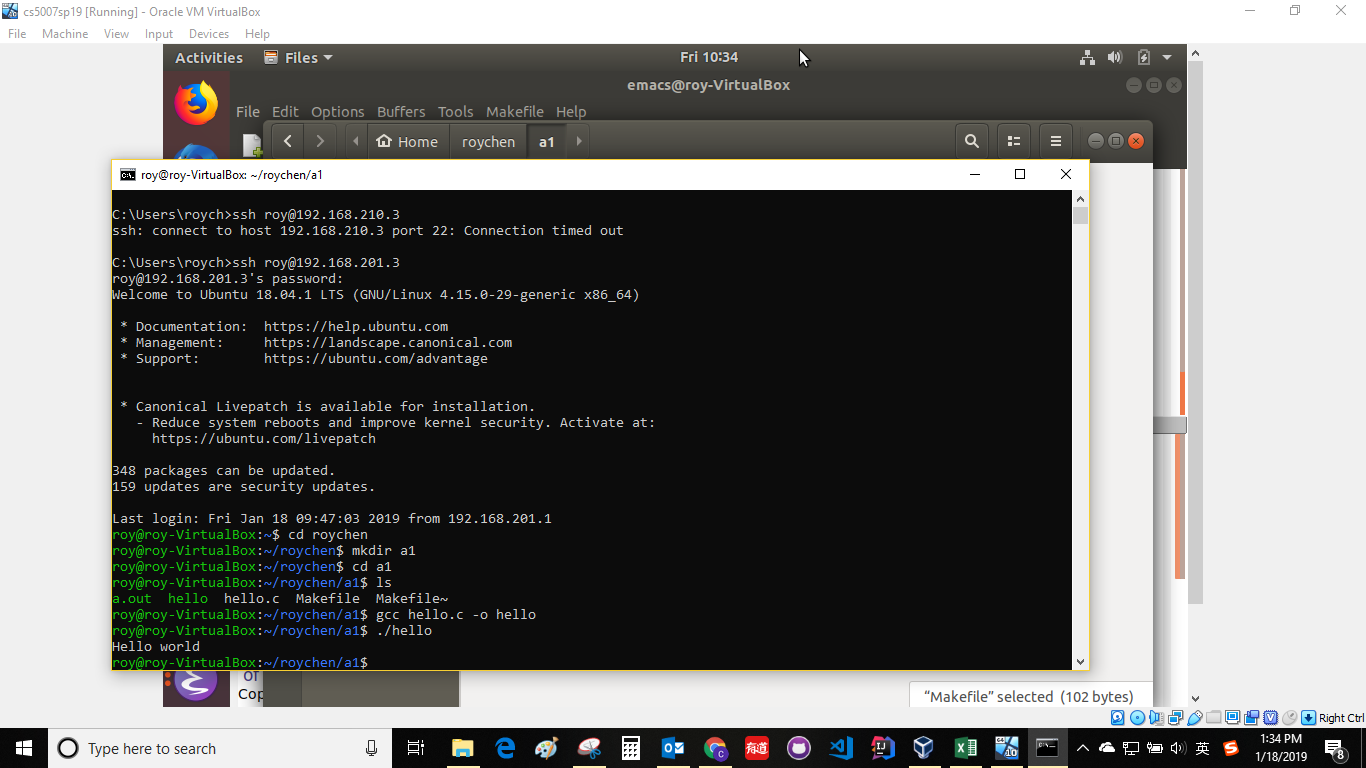 cs5007sp19 [Running] - Oracle VM VirtualBox
File Machine View Input Devices Help
Activities Files Fri 10:34
emacs@roy-VirtualBox
File Edit Options Buffers Tools Makefile Help
Home roychen a1
roy@roy-VirtualBox: ~/roychen/a1
C:\Users\roych>ssh roy@192.168.210.3
ssh: connect to host 192.168.210.3 port 22: Connection timed out
C:\Users\roych>ssh roy@192.168.201.3
roy@192.168.201.3's password:
Welcome to Ubuntu 18.04.1 LTS (GNU/Linux 4.15.0-29-generic x86_64)
* Documentation:  https://help.ubuntu.com
* Management:     https://landscape.canonical.com
* Support:        https://ubuntu.com/advantage
* Canonical Livepatch is available for installation.
- Reduce system reboots and improve kernel security. Activate at:
https://ubuntu.com/livepatch
348 packages can be updated.
159 updates are security updates.
Last login: Fri Jan 18 09:47:03 2019 from 192.168.201.1
roy@roy-VirtualBox:~$ cd roychen
roy@roy-VirtualBox:~/roychen$ mkdir a1
roy@roy-VirtualBox:~/roychen$ cd a1
roy@roy-VirtualBox:~/roychen/a1$ ls
a.out  hello  hello.c  Makefile  Makefile~
roy@roy-VirtualBox:~/roychen/a1$ gcc hello.c -o hello
roy@roy-VirtualBox:~/roychen/a1$ ./hello
Hello world
roy@roy-VirtualBox:~/roychen/a1$
Of
Cop
“Makefile” selected (102 bytes)
Right Ctrl
Type here to search
有道
英
1:34 PM
1/18/2019
8